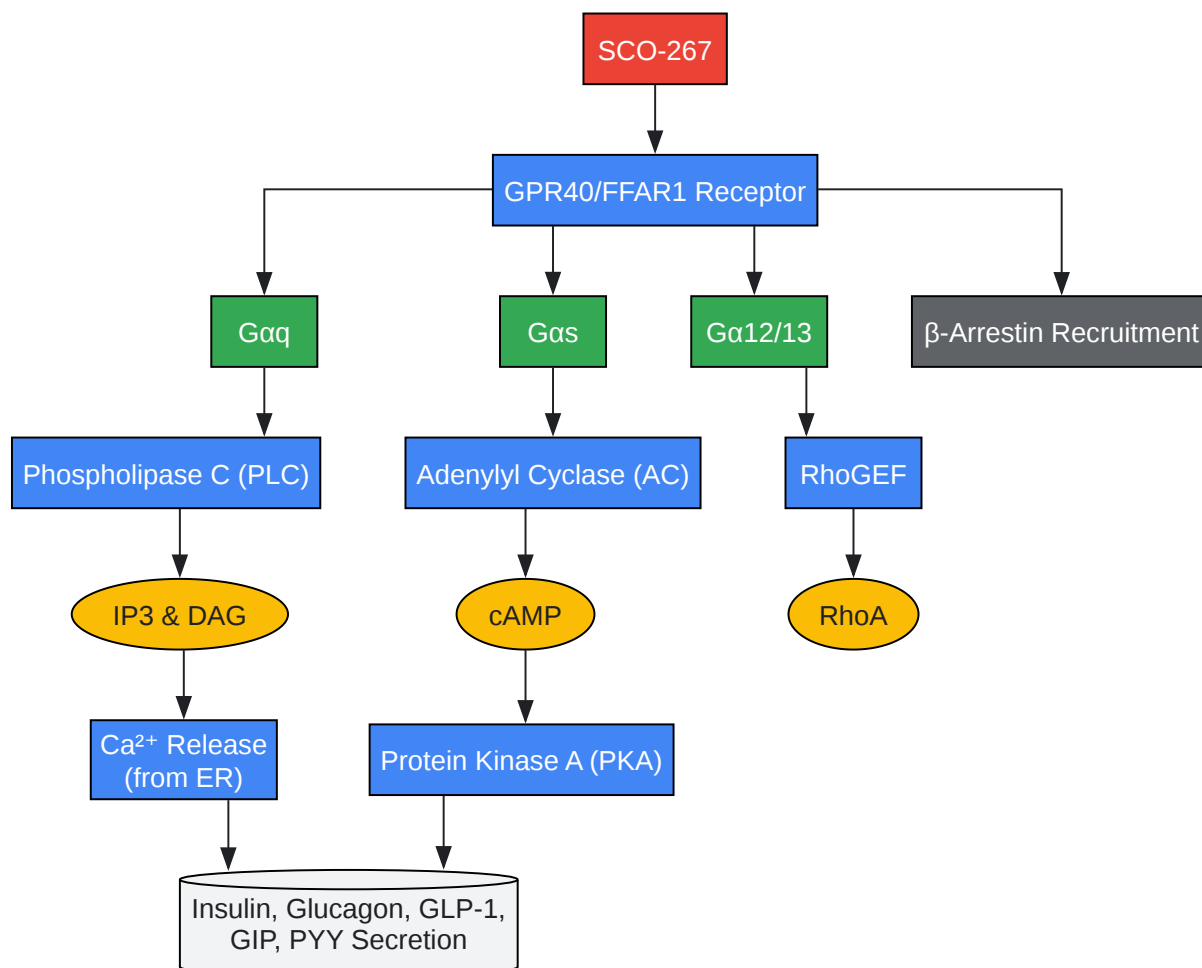 SCO-267
GPR40/FFAR1 Receptor
Gαq
Gαs
Gα12/13
β-Arrestin Recruitment
Phospholipase C (PLC)
Adenylyl Cyclase (AC)
RhoGEF
IP3 & DAG
cAMP
RhoA
Ca²⁺ Release
(from ER)
Protein Kinase A (PKA)
Insulin, Glucagon, GLP-1,
GIP, PYY Secretion